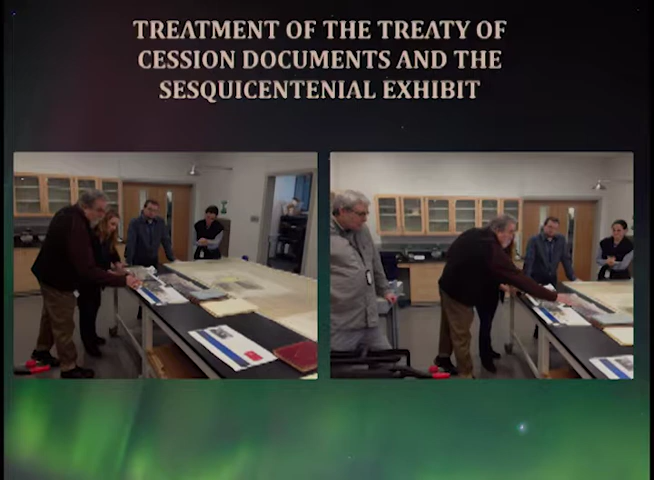 TREATMENT OF THE TREATY OF
CESSION DOCUMENTS AND THE
SESQUICENTENIAL EXHIBIT